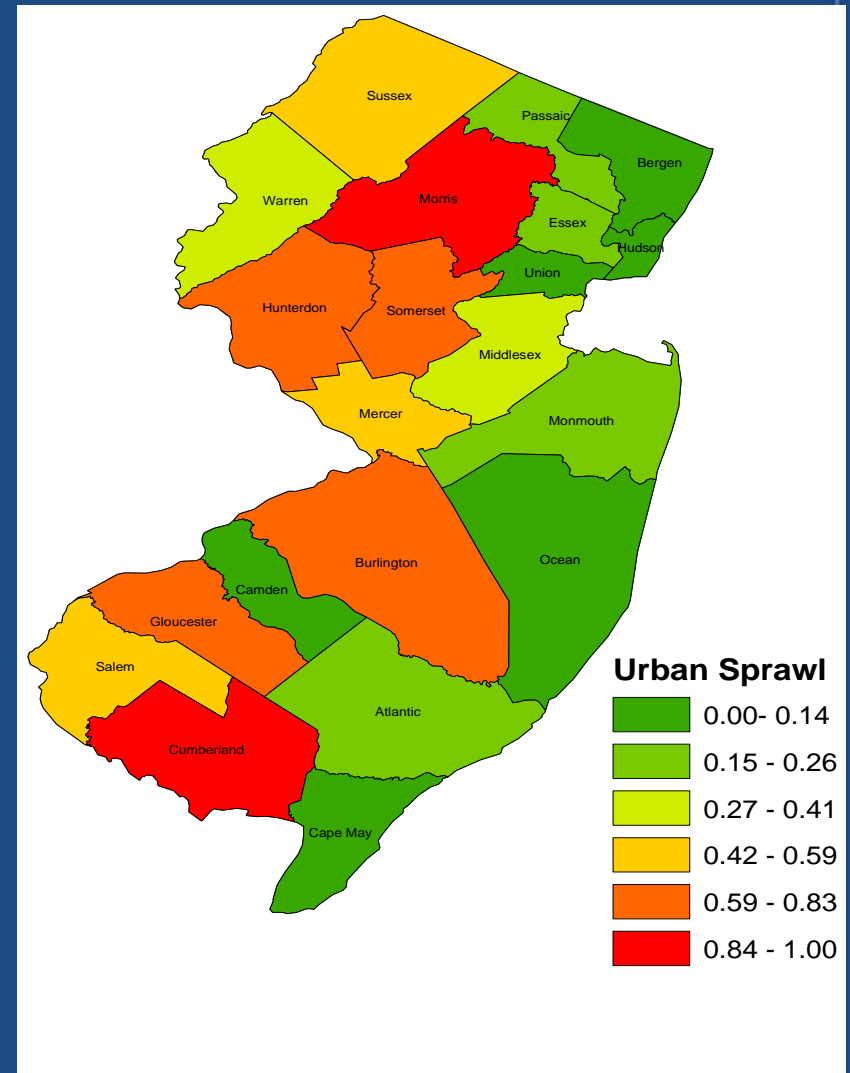 Sussex
Passaic
Bergen
Warren
Morris
Essex
Hudson
Union
Hunterdon
Somerset
Middlesex
Mercer
Monmouth
Ocean
Burlington
Camden
Gloucester
Salem
Atlantic
Cumberland
Cape May
Urban Sprawl
0.00- 0.14
0.15 - 0.26
0.27 - 0.41
0.42 - 0.59
0.59 - 0.83
0.84 - 1.00